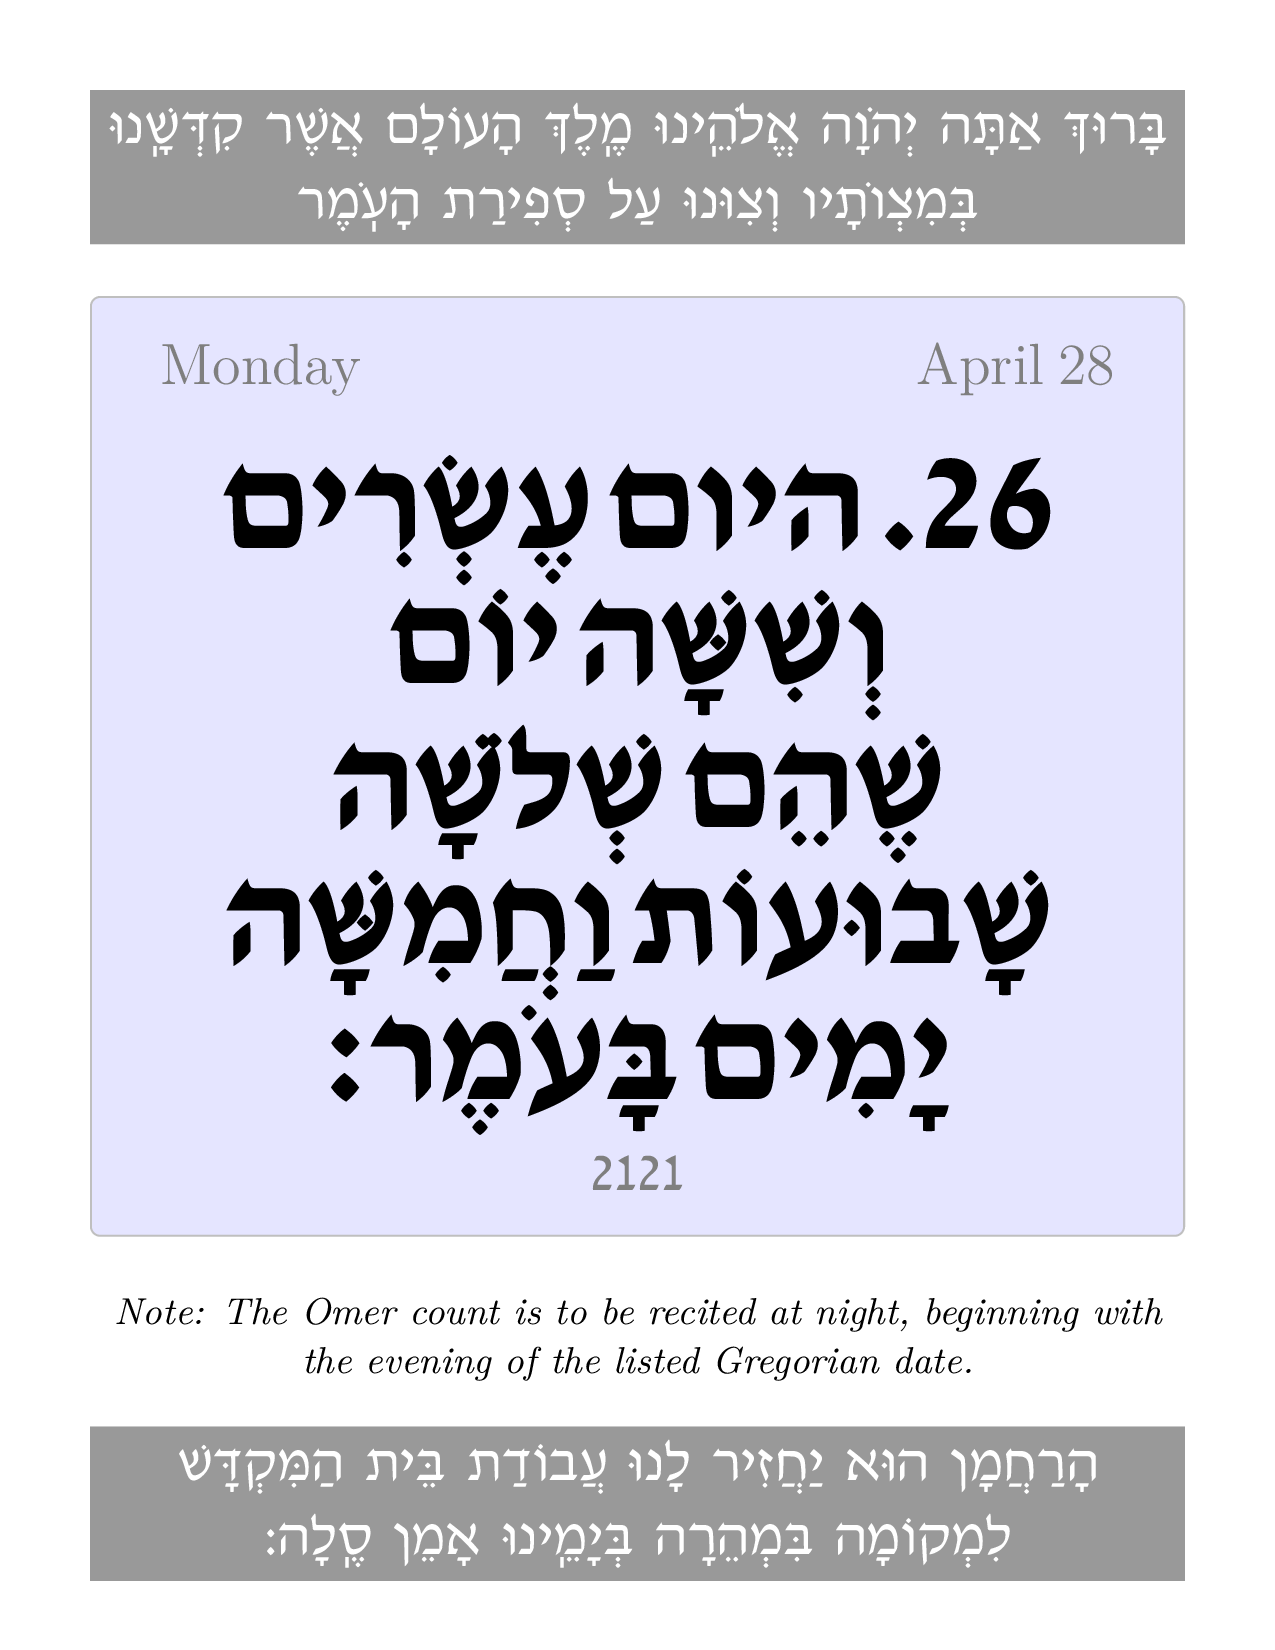 בָּרוּךְ אַתָּה יְהֹוָה אֱלֹהֵֽינוּ מֶֽלֶךְ הָעוֹלָם אֲשֶׁר קִדְּשָֽׁנוּ
בְּמִצְוֹתָיו וְצִוּנוּ עַל סְפִירַת הָעֹֽמֶר
Monday April 28
26. היום עֶשְׂרִים
וְשִׁשָּׁה יוֹם
שֶׁהֵם שְׁלֹשָׁה
שָׁבוּעוֹת וַחֲמִשָּׁה
יָמִים בָּעֹמֶר:
2121
Note: The Omer count is to be recited at night, beginning with
the evening of the listed Gregorian date.
הָרַחֲמָן הוּא יַחֲזִיר לָנוּ עֲבוֹדַת בֵּית הַמִּקְדָּשׁ
לִמְקוֹמָהּ בִּמְהֵרָה בְּיָמֵֽינוּ אָמֵן סֶֽלָה: